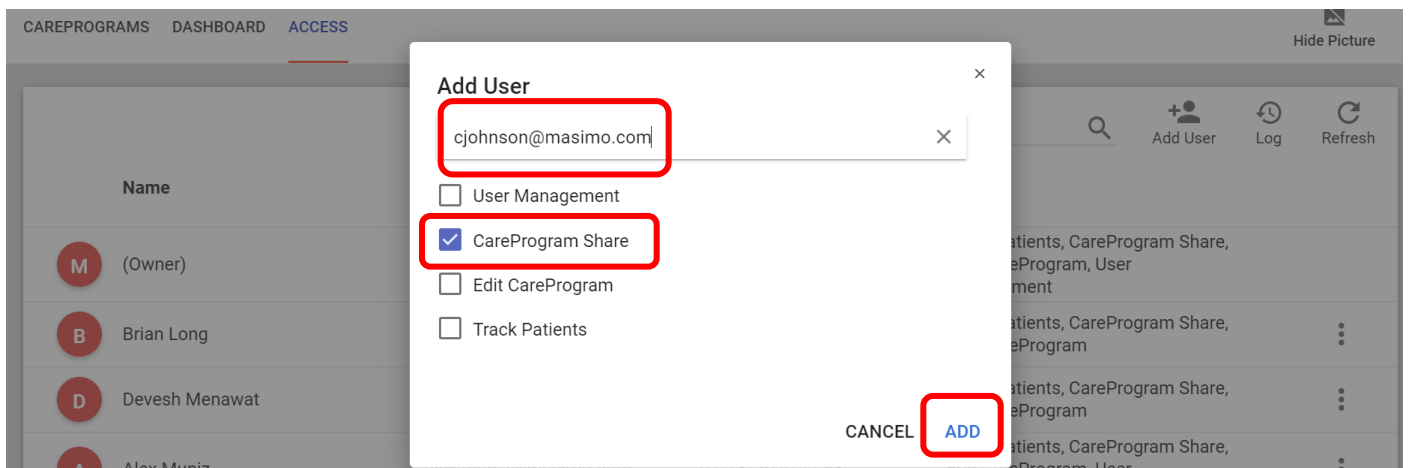 CAREPROGRAMS DASHBOARD ACCESS
Hide Picture
Add User
×
cjohnson@masimo.com
Add User Log Refresh
Name
User Management
CareProgram Share
Edit CareProgram
Track Patients
M (Owner)
atients, CareProgram Share,
eProgram, User
ment
B Brian Long
atients, CareProgram Share,
eProgram
D Devesh Menawat
atients, CareProgram Share,
eProgram
CANCEL ADD
atients, CareProgram Share,
Alex Muniz